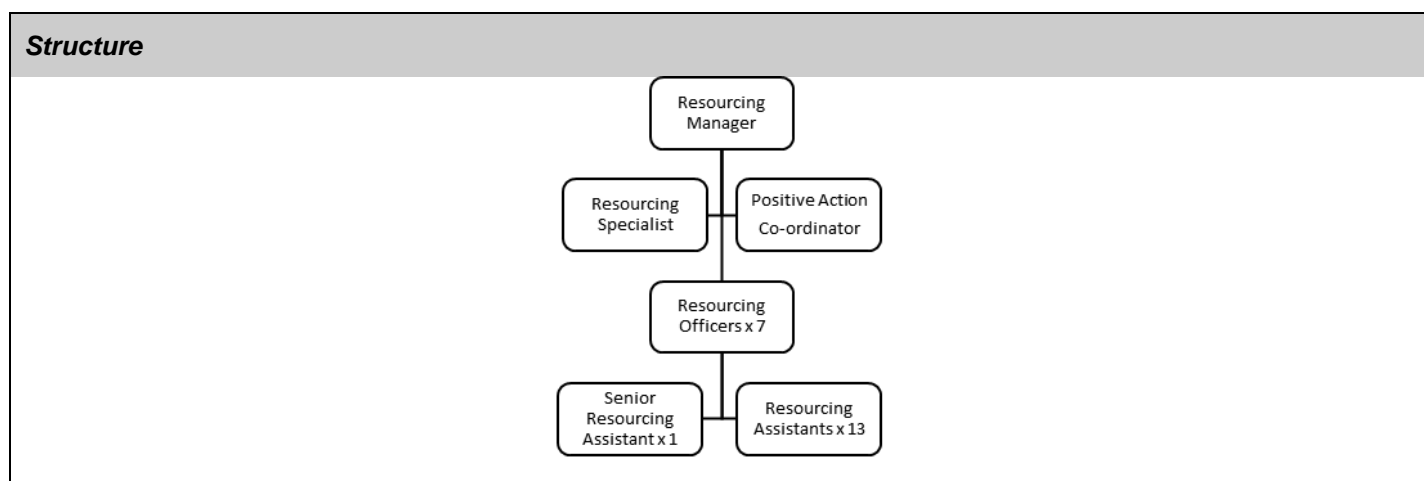 Structure
Resourcing
Manager
Resourcing
Specialist
Positive Action
Co-ordinator
Resourcing
Officers x 7
Senior
Resourcing
Assistant x 1
Resourcing
Assistants x 13